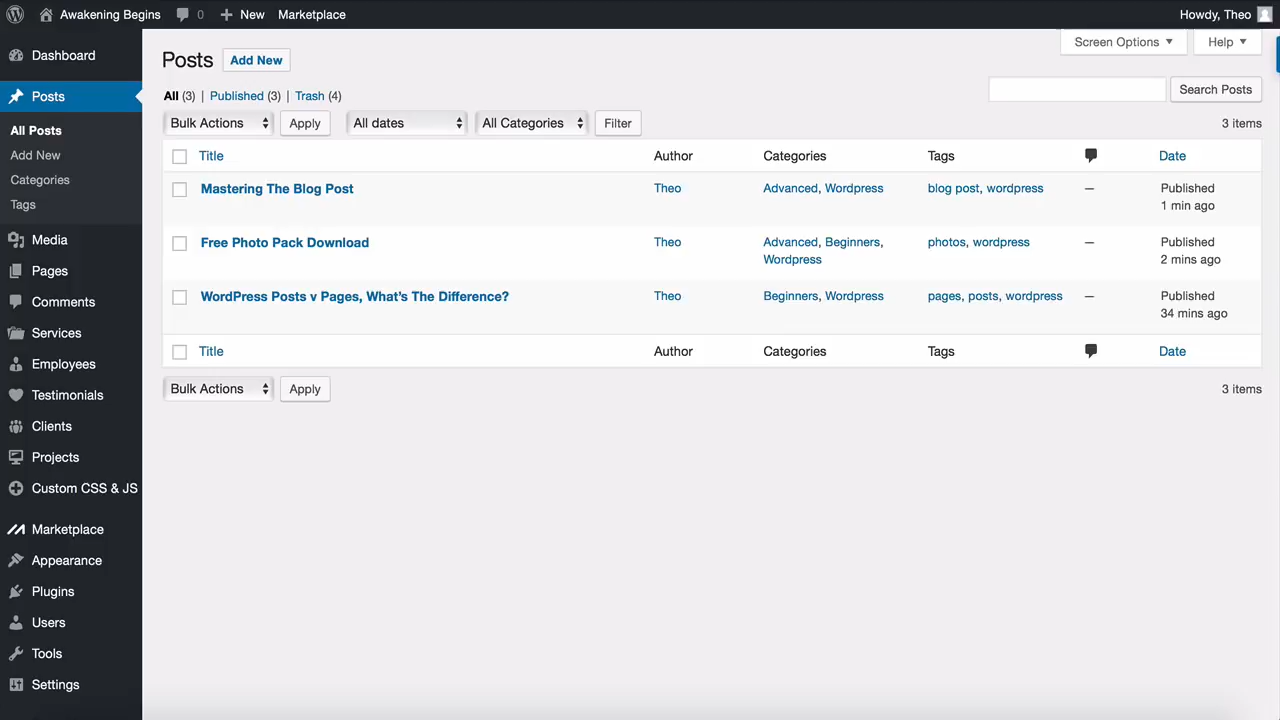 Awakening Begins 0 New Marketplace Howdy, Theo
Dashboard
Posts
All Posts
Add New
Categories
Tags
Media
Pages
Comments
Services
Employees
Testimonials
Clients
Projects
Custom CSS & JS
Marketplace
Appearance
Plugins
Users
Tools
Settings
Screen Options Help
Posts Add New
All (3) | Published (3) | Trash (4)
Search Posts
Bulk Actions Apply All dates All Categories Filter 3 items
Title Author Categories Tags Date
Mastering The Blog Post Theo Advanced, Wordpress blog post, wordpress — Published
1 min ago
Free Photo Pack Download Theo Advanced, Beginners, photos, wordpress — Published
Wordpress 2 mins ago
WordPress Posts v Pages, What's The Difference? Theo Beginners, Wordpress pages, posts, wordpress — Published
34 mins ago
Title Author Categories Tags Date
Bulk Actions Apply 3 items